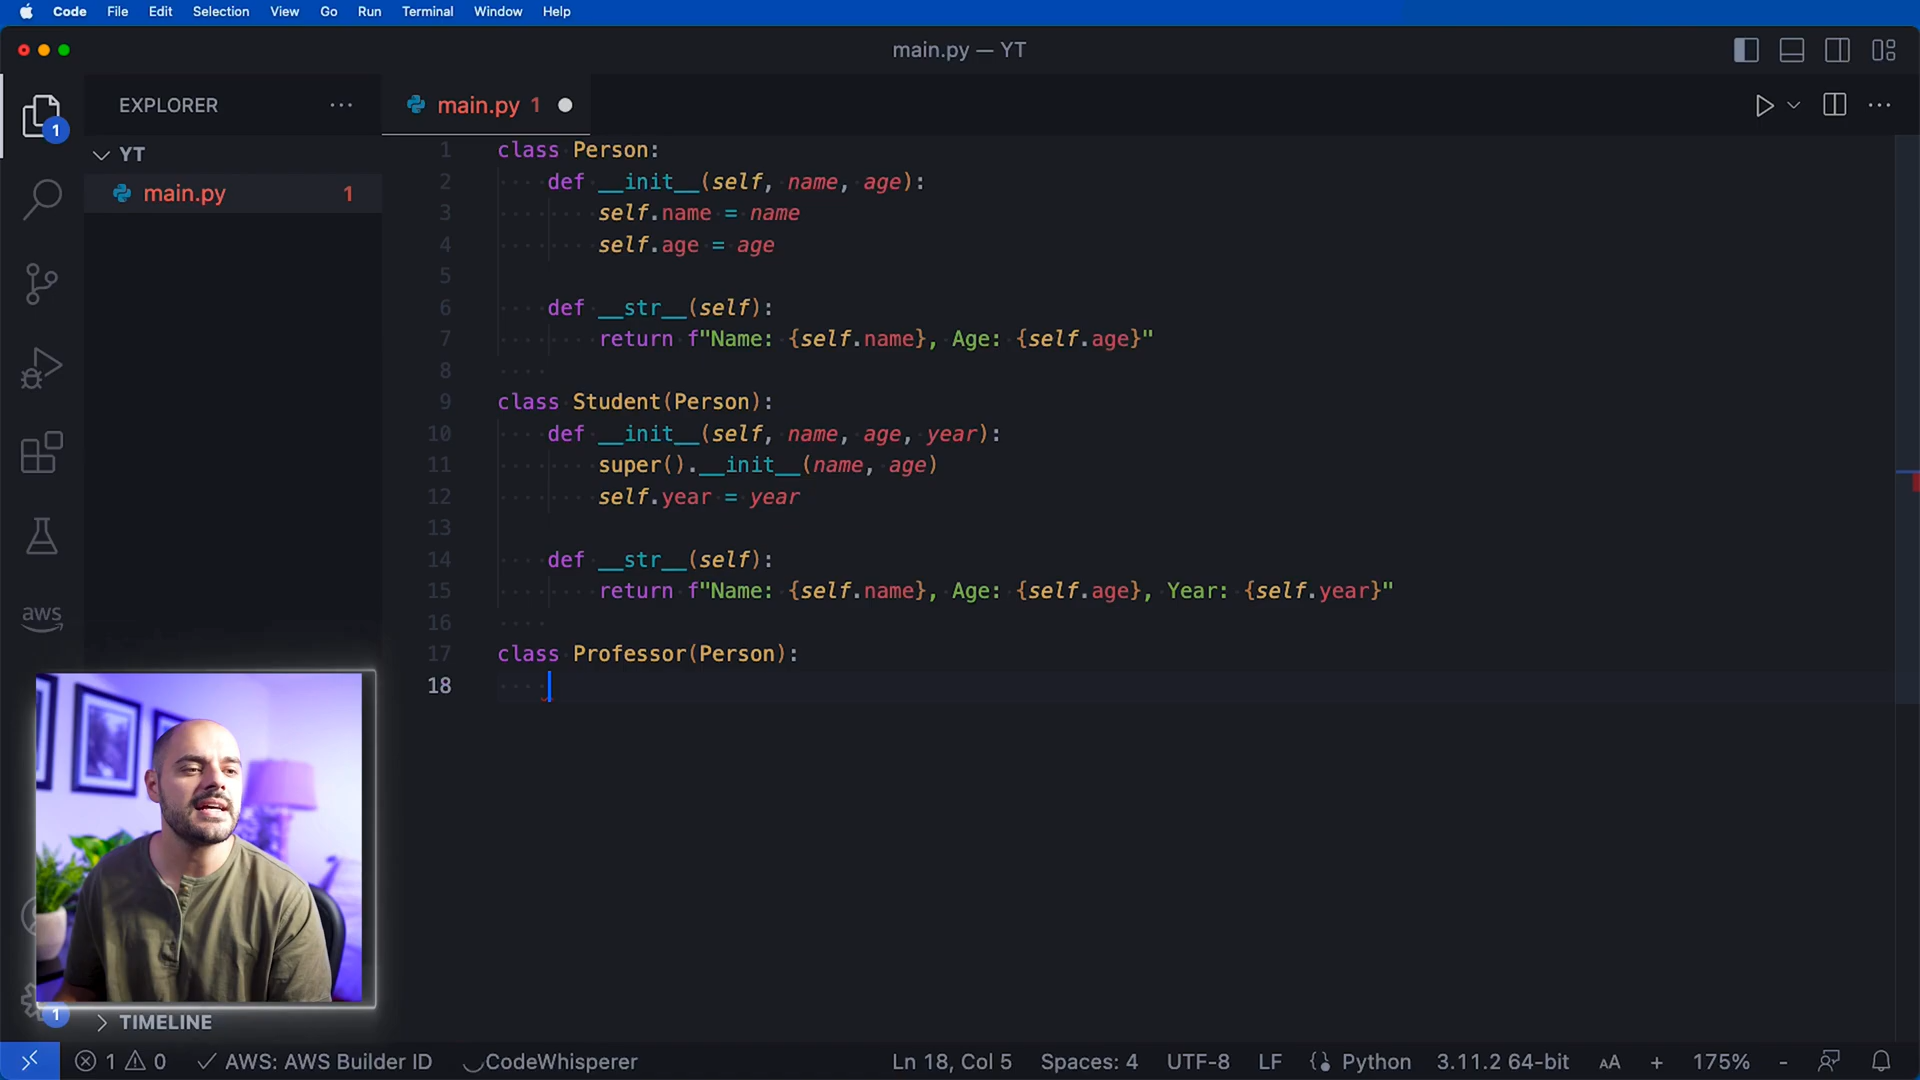 Code File Edit Selection View Go Run Terminal Window Help
main.py — YT
EXPLORER
main.py 1
1
YT
main.py 1
1 class Person:
2 def __init__(self, name, age):
3 self.name = name
4 self.age = age
5
6 def __str__(self):
7 return f"Name: {self.name}, Age: {self.age}"
8
9 class Student(Person):
10 def __init__(self, name, age, year):
11 super().__init__(name, age)
12 self.year = year
13
14 def __str__(self):
15 return f"Name: {self.name}, Age: {self.age}, Year: {self.year}"
16
17 class Professor(Person):
18
aws
1
TIMELINE
1 0 AWS: AWS Builder ID CodeWhisperer Ln 18, Col 5 Spaces: 4 UTF-8 LF Python 3.11.2 64-bit AA + 175% -